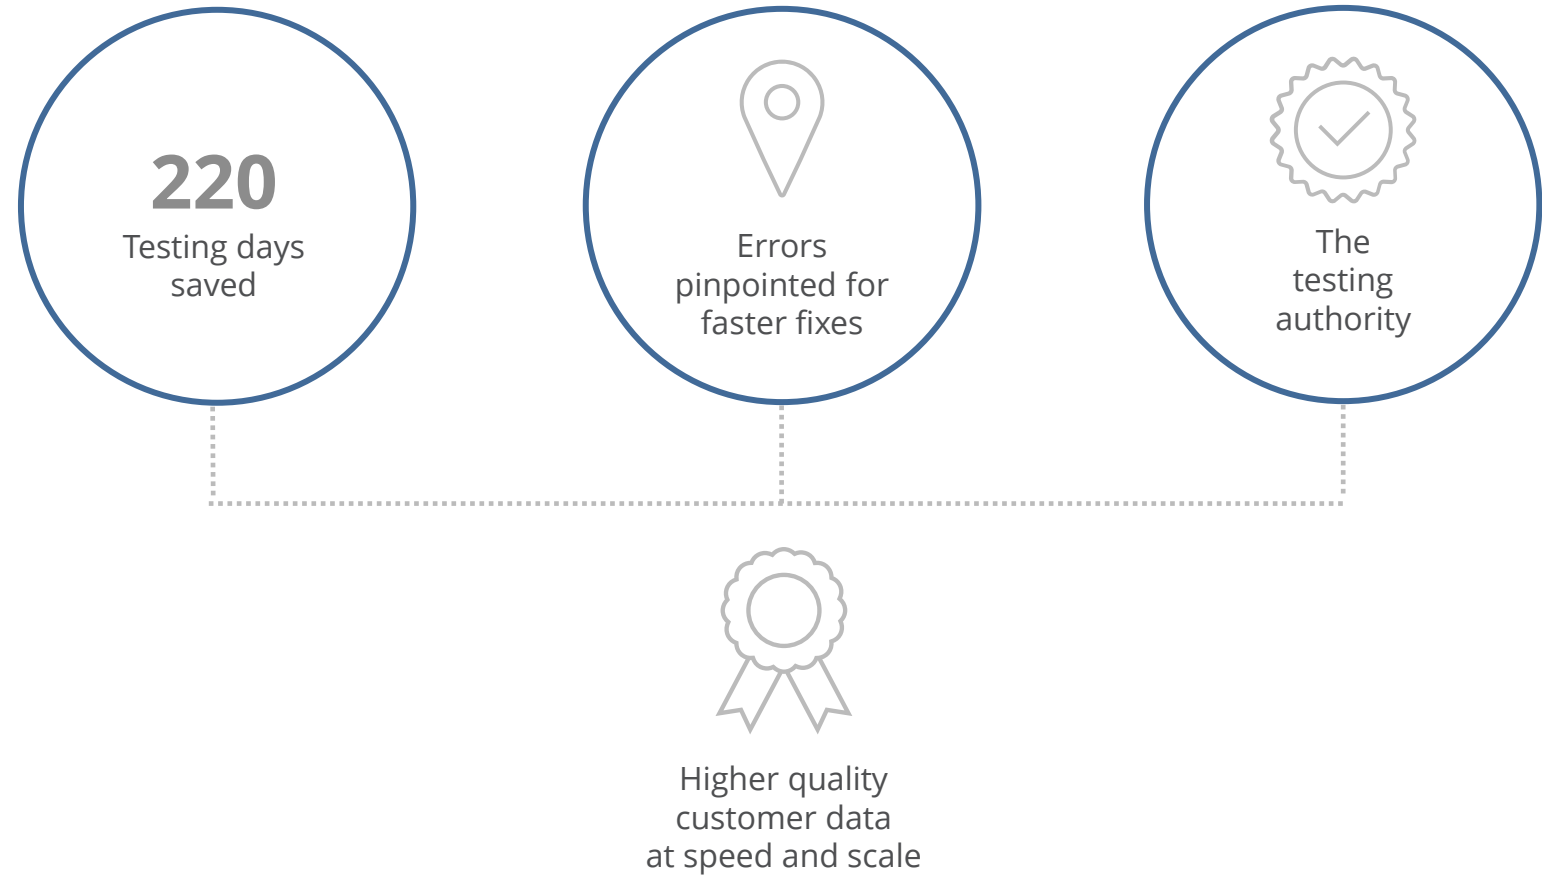 220
Testing days
saved
Errors
pinpointed for
faster fixes
The
testing
authority
Higher quality
customer data
at speed and scale